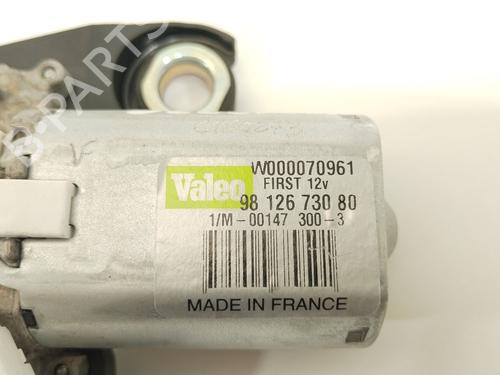 W000070961
Valeo
FIRST 12v
98 126 730 80
1/M-00147 300-3
MADE IN FRANCE